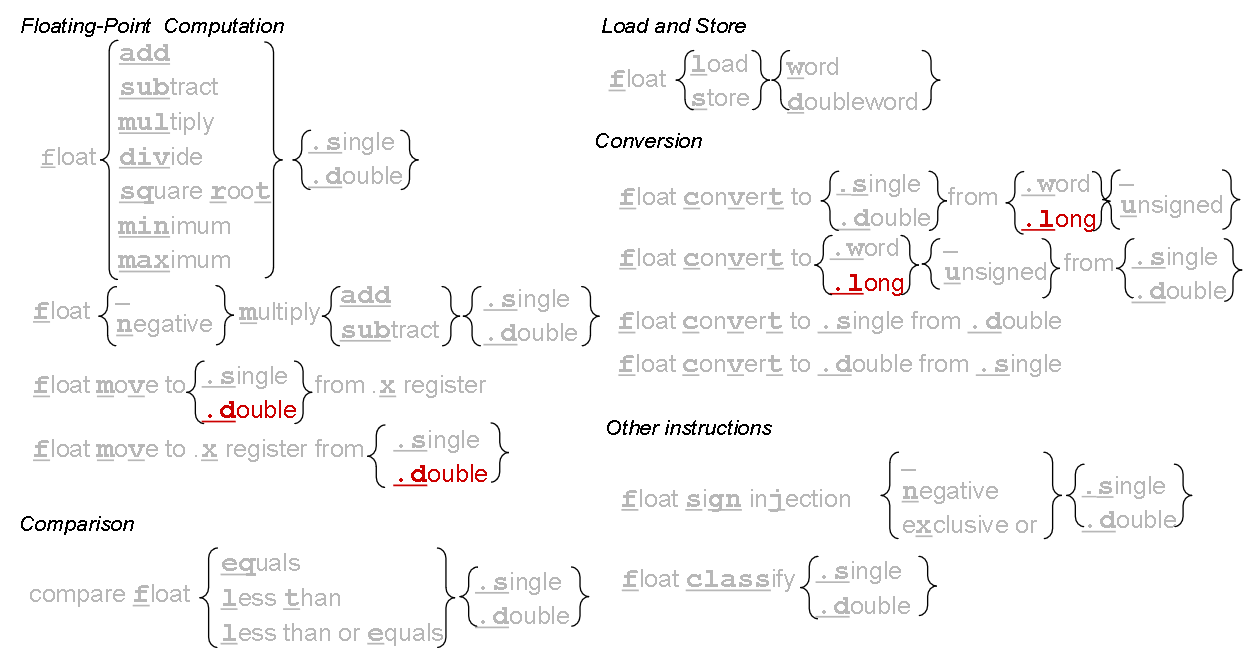 Floating-Point Computation
float
add
subtract
multiply
divide
square root
minimum
maximum
.single
.double
float
–
negative
multiply
add
subtract
.single
.double
float move to
.single
.double
from .x register
float move to .x register from
.single
.double
Comparison
compare float
equals
less than
less than or equals
.single
.double
Load and Store
float
load
store
word
doubleword
Conversion
float convert to
.single
.double
from
.word
.long
–
unsigned
float convert to
.word
.long
–
unsigned
from
.single
.double
float convert to .single from .double
float convert to .double from .single
Other instructions
float sign injection
–
negative
exclusive or
.single
.double
float classify
.single
.double